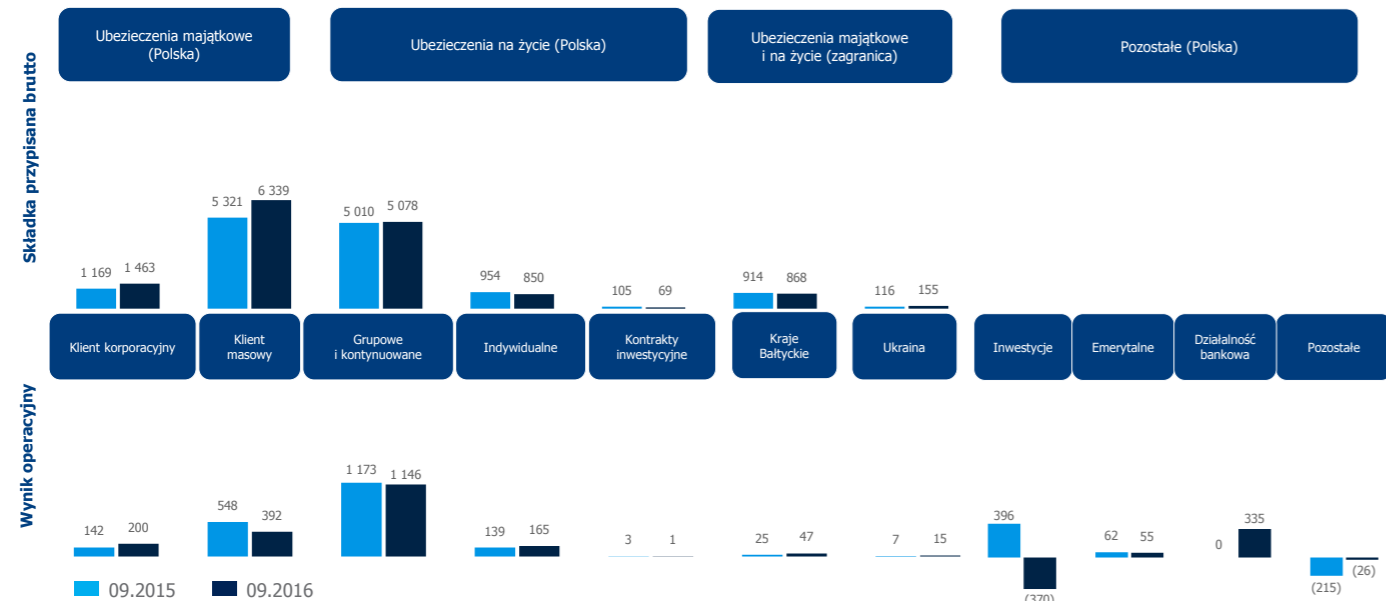 Ubezpieczenia majątkowe
(Polska)
Ubezpieczenia na życie (Polska)
Ubezpieczenia majątkowe
i na życie (zagranica)
Pozostałe (Polska)
Składka przypisana brutto
1 169
1 463
5 321
6 339
5 010
5 078
954
850
105
69
914
868
116
155
Klient korporacyjny
Klient
masowy
Grupowe
i kontynuowane
Indywidualne
Kontrakty
inwestycyjne
Kraje
Bałtyckie
Ukraina
Inwestycje
Emerytalne
Działalność
bankowa
Pozostałe
Wynik operacyjny
142
200
548
392
1 173
1 146
139
165
3
1
25
47
7
15
396
(370)
62
55
0
335
(215)
(26)
09.2015
09.2016